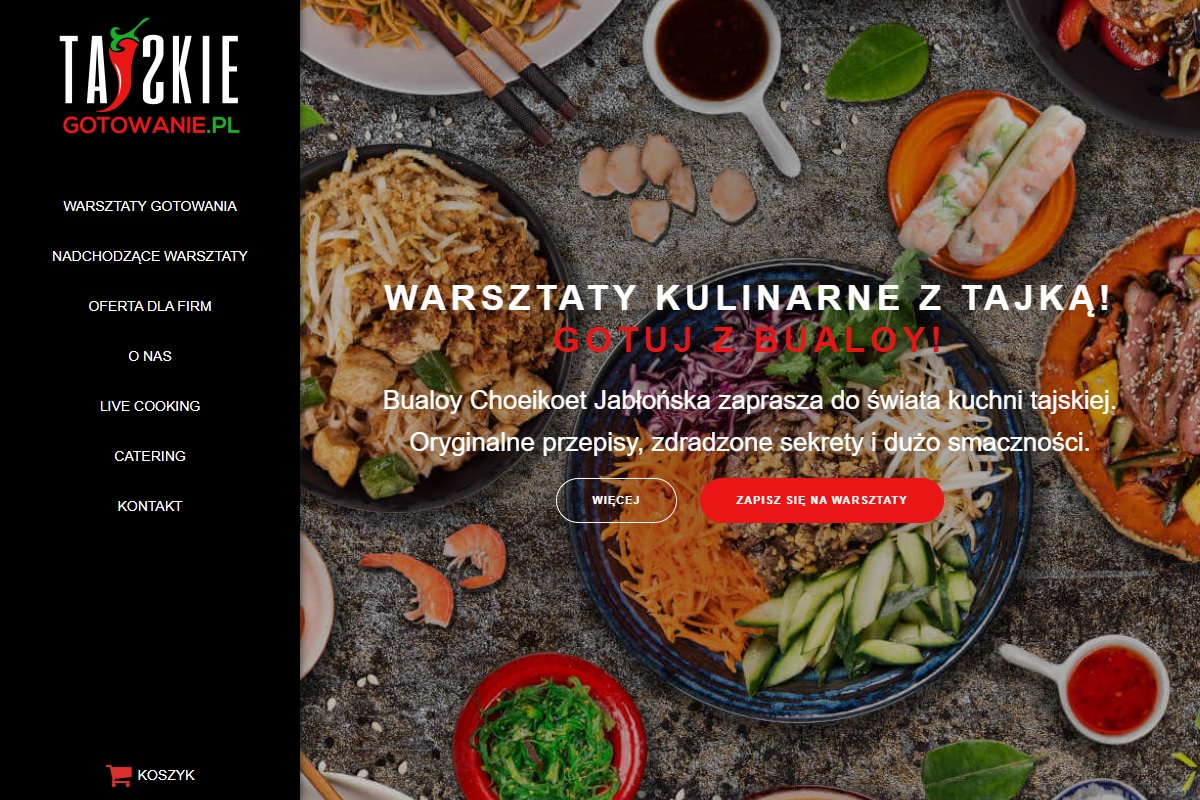 TAJSKIE
GOTOWANIE.PL
WARSZTATY GOTOWANIA
NADCHODZĄCE WARSZTATY
OFERTA DLA FIRM
O NAS
LIVE COOKING
CATERING
KONTAKT
KOSZYK
WARSZTATY KULINARNE Z TAJKĄ!
GOTUJ Z BUALOY!
Bualoy Choeikoet Jabłońska zaprasza do świata kuchni tajskiej.
Oryginalne przepisy, zdradzone sekrety i dużo smaczności.
WIĘCEJ
ZAPISZ SIĘ NA WARSZTATY